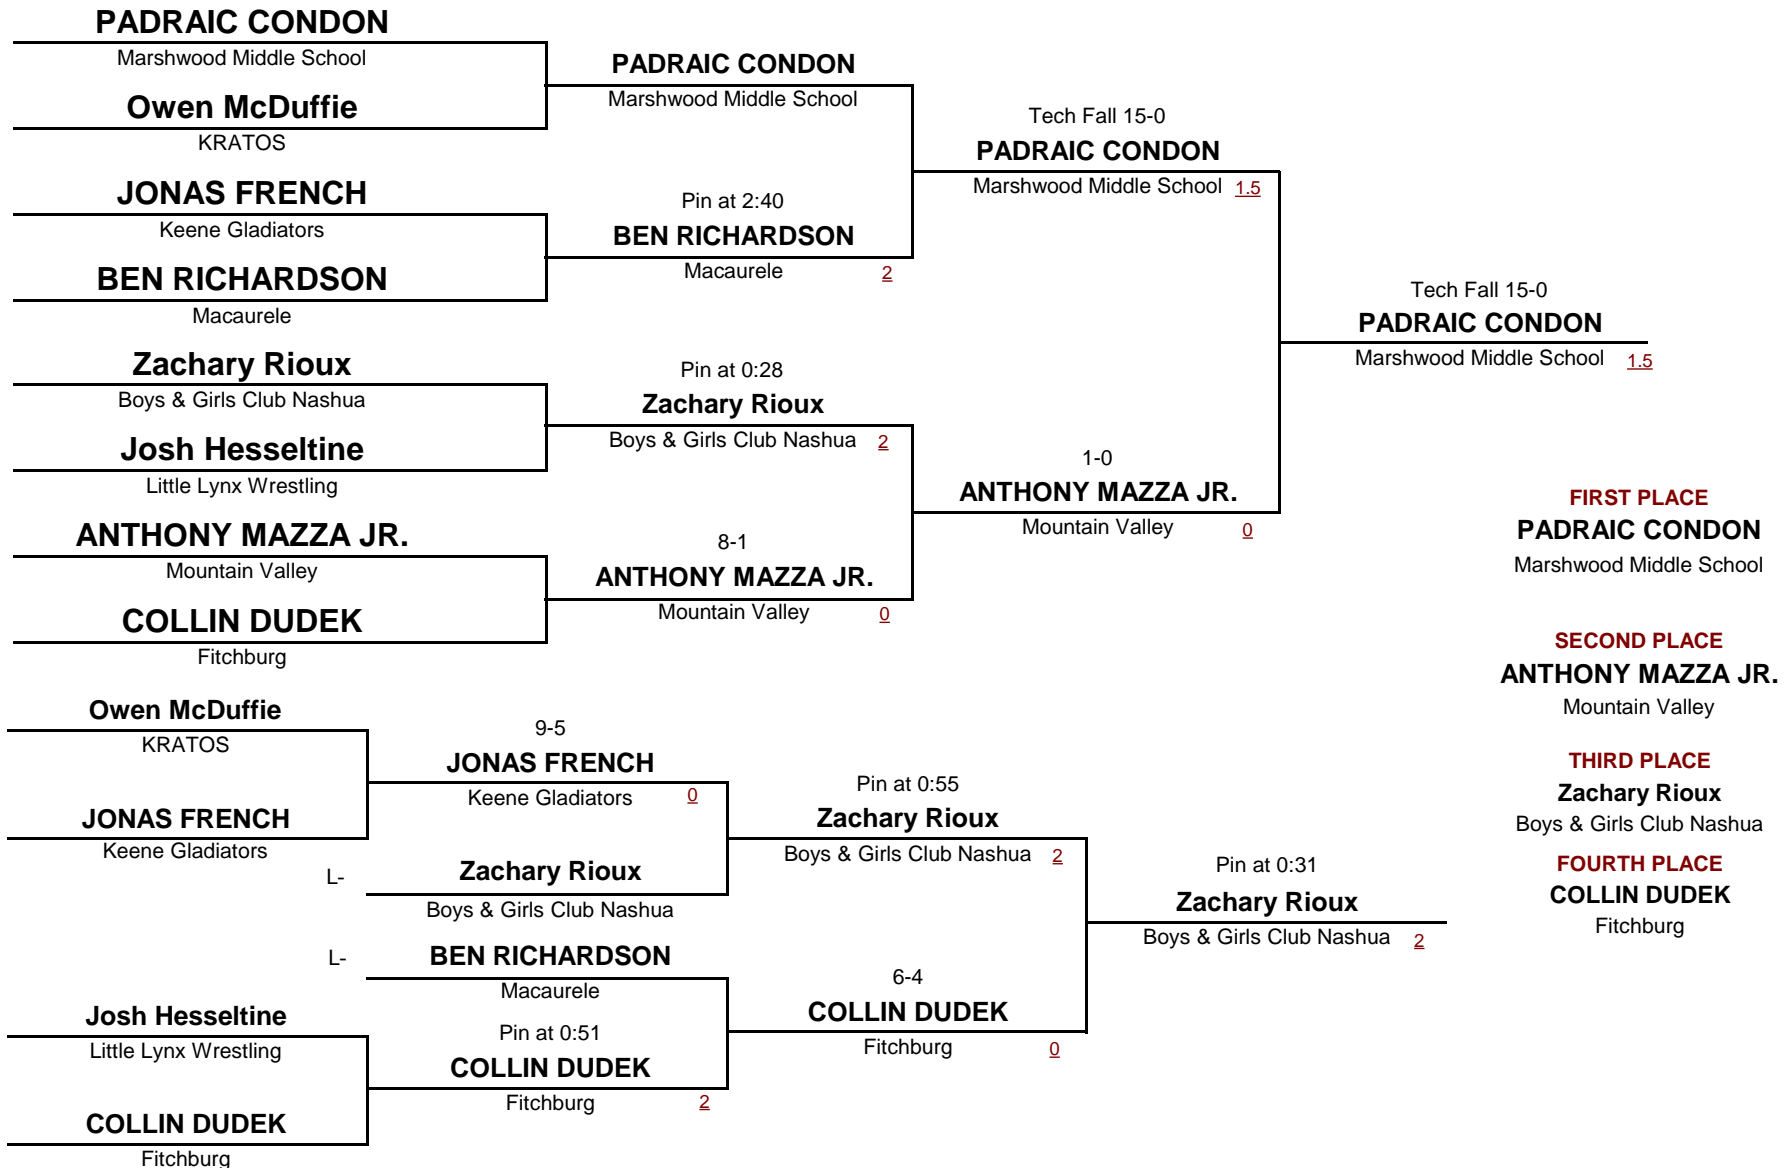 PADRAIC CONDON
Marshwood Middle School
Owen McDuffie
KRATOS
JONAS FRENCH
Keene Gladiators
BEN RICHARDSON
Macaurele
Zachary Rioux
Boys & Girls Club Nashua
Josh Hesseltine
Little Lynx Wrestling
ANTHONY MAZZA JR.
Mountain Valley
COLLIN DUDEK
Fitchburg
PADRAIC CONDON
Marshwood Middle School
Pin at 2:40
BEN RICHARDSON
Macaurele 2
Pin at 0:28
Zachary Rioux
Boys & Girls Club Nashua 2
8-1
ANTHONY MAZZA JR.
Mountain Valley 0
Tech Fall 15-0
PADRAIC CONDON
Marshwood Middle School 1.5
1-0
ANTHONY MAZZA JR.
Mountain Valley 0
Tech Fall 15-0
PADRAIC CONDON
Marshwood Middle School 1.5
FIRST PLACE
PADRAIC CONDON
Marshwood Middle School
SECOND PLACE
ANTHONY MAZZA JR.
Mountain Valley
THIRD PLACE
Zachary Rioux
Boys & Girls Club Nashua
FOURTH PLACE
COLLIN DUDEK
Fitchburg
Owen McDuffie
KRATOS
JONAS FRENCH
Keene Gladiators
Josh Hesseltine
Little Lynx Wrestling
COLLIN DUDEK
Fitchburg
9-5
JONAS FRENCH
Keene Gladiators 0
L- Zachary Rioux
Boys & Girls Club Nashua
L- BEN RICHARDSON
Macaurele
Pin at 0:51
COLLIN DUDEK
Fitchburg 2
Pin at 0:55
Zachary Rioux
Boys & Girls Club Nashua 2
6-4
COLLIN DUDEK
Fitchburg 0
Pin at 0:31
Zachary Rioux
Boys & Girls Club Nashua 2